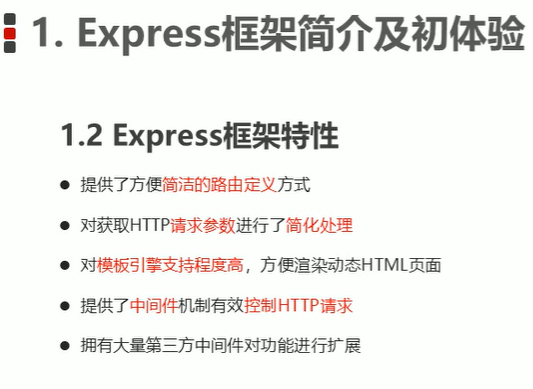 1. Express框架简介及初体验
1.2 Express框架特性
● 提供了方便简洁的路由定义方式
● 对获取HTTP请求参数进行了简化处理
● 对模板引擎支持程度高，方便渲染动态HTML页面
● 提供了中间件机制有效控制HTTP请求
● 拥有大量第三方中间件对功能进行扩展